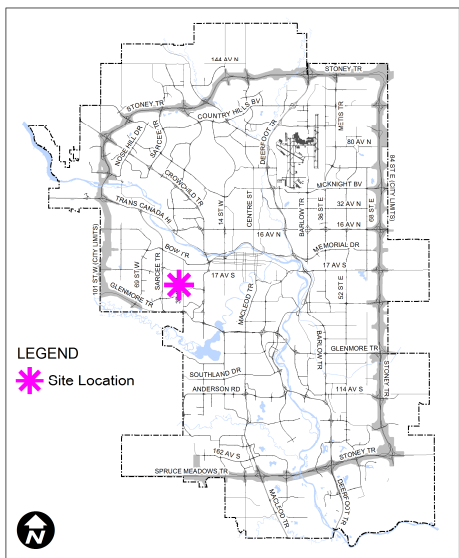 144 AV N
STONEY TR
STONEY TR
COUNTRY HILLS BV
METIS TR
DEERFOOT TR
SARCEE TR
NOSE HILL DR
80 AV N
CROWCHILD TR
MCKNIGHT BV
84 ST E (CITY LIMITS)
68 ST E
36 ST E
BARLOW TR
32 AV N
TRANS CANADA HI
14 ST W
CENTRE ST
16 AV N
16 AV N
MEMORIAL DR
BOW TR
17 AV S
17 AV S
101 ST W (CITY LIMITS)
69 ST W
SARCEE TR
52 ST E
GLENMORE TR
MACLEOD TR
BARLOW TR
GLENMORE TR
LEGEND
Site Location
SOUTHLAND DR
STONEY TR
ANDERSON RD
114 AV S
162 AV S
STONEY TR
SPRUCE MEADOWS TR
MACLEOD TR
DEERFOOT TR
N